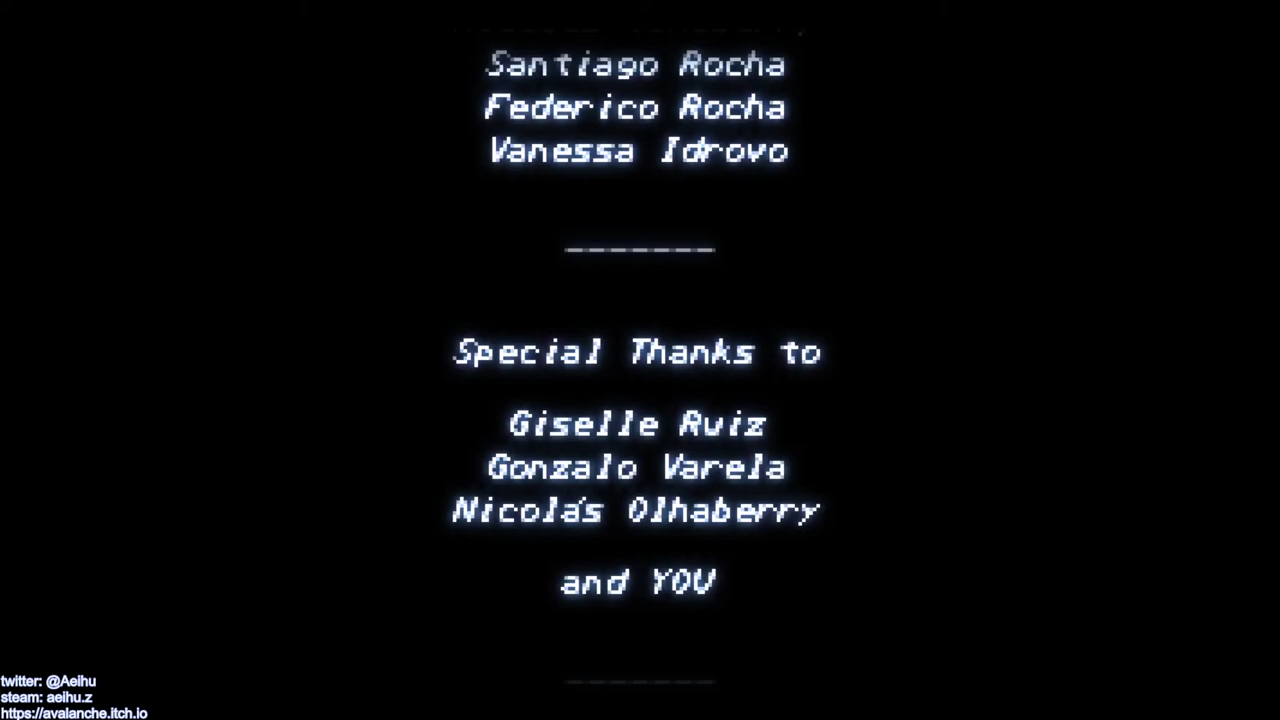 Santiago Rocha
Federico Rocha
Vanessa Idrovo
-------
Special Thanks to
Giselle Ruiz
Gonzalo Varela
Nicolás Olhaberry
and YOU
-------
twitter: @Aeihu
steam: aeihu.z
https://avalanche.itch.io